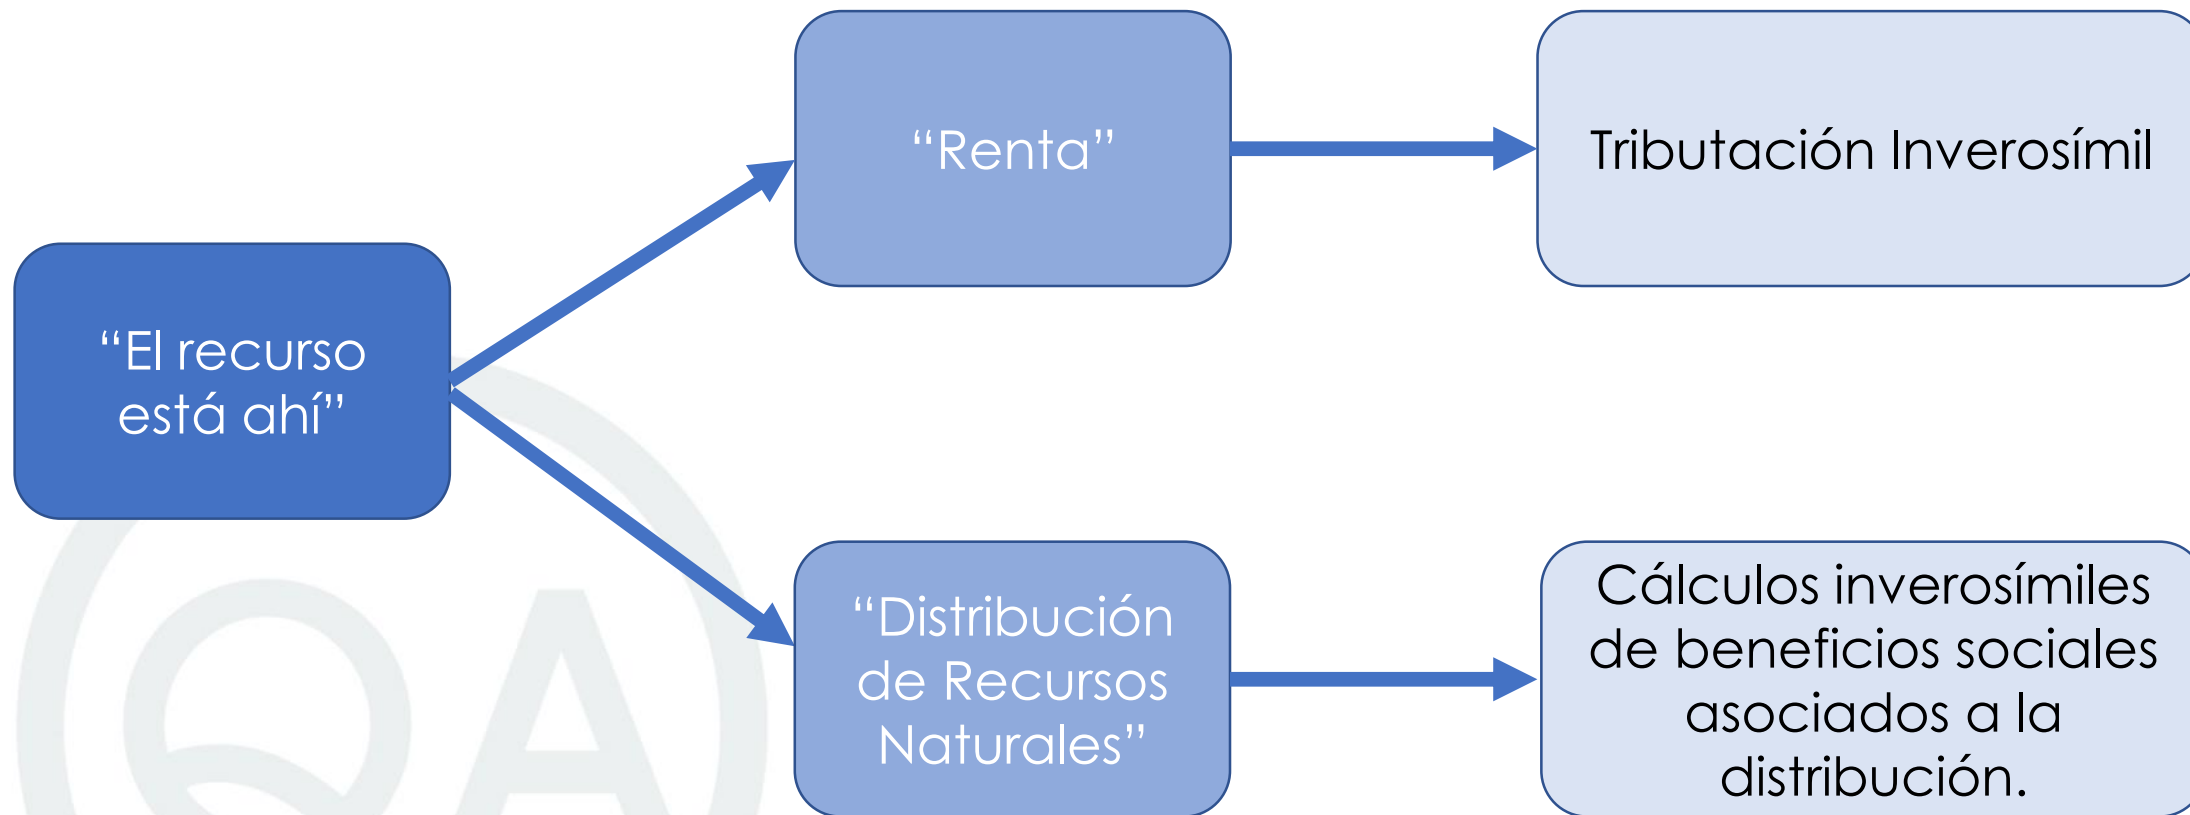 “El recurso
está ahí”
“Renta”
Tributación Inverosímil
“Distribución
de Recursos
Naturales”
Cálculos inverosímiles
de beneficios sociales
asociados a la
distribución.
QA